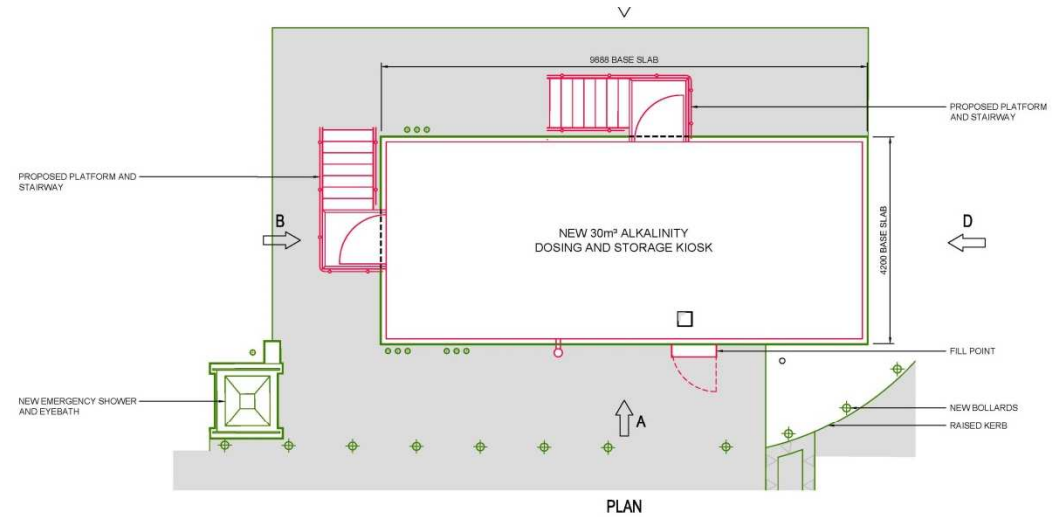 9888 BASE SLAB
PROPOSED PLATFORM
AND STAIRWAY
PROPOSED PLATFORM AND
STAIRWAY
B
NEW 30m³ ALKALINITY
DOSING AND STORAGE KIOSK
4200 BASE SLAB
D
FILL POINT
NEW EMERGENCY SHOWER
AND EYEBATH
A
NEW BOLLARDS
RAISED KERB
PLAN